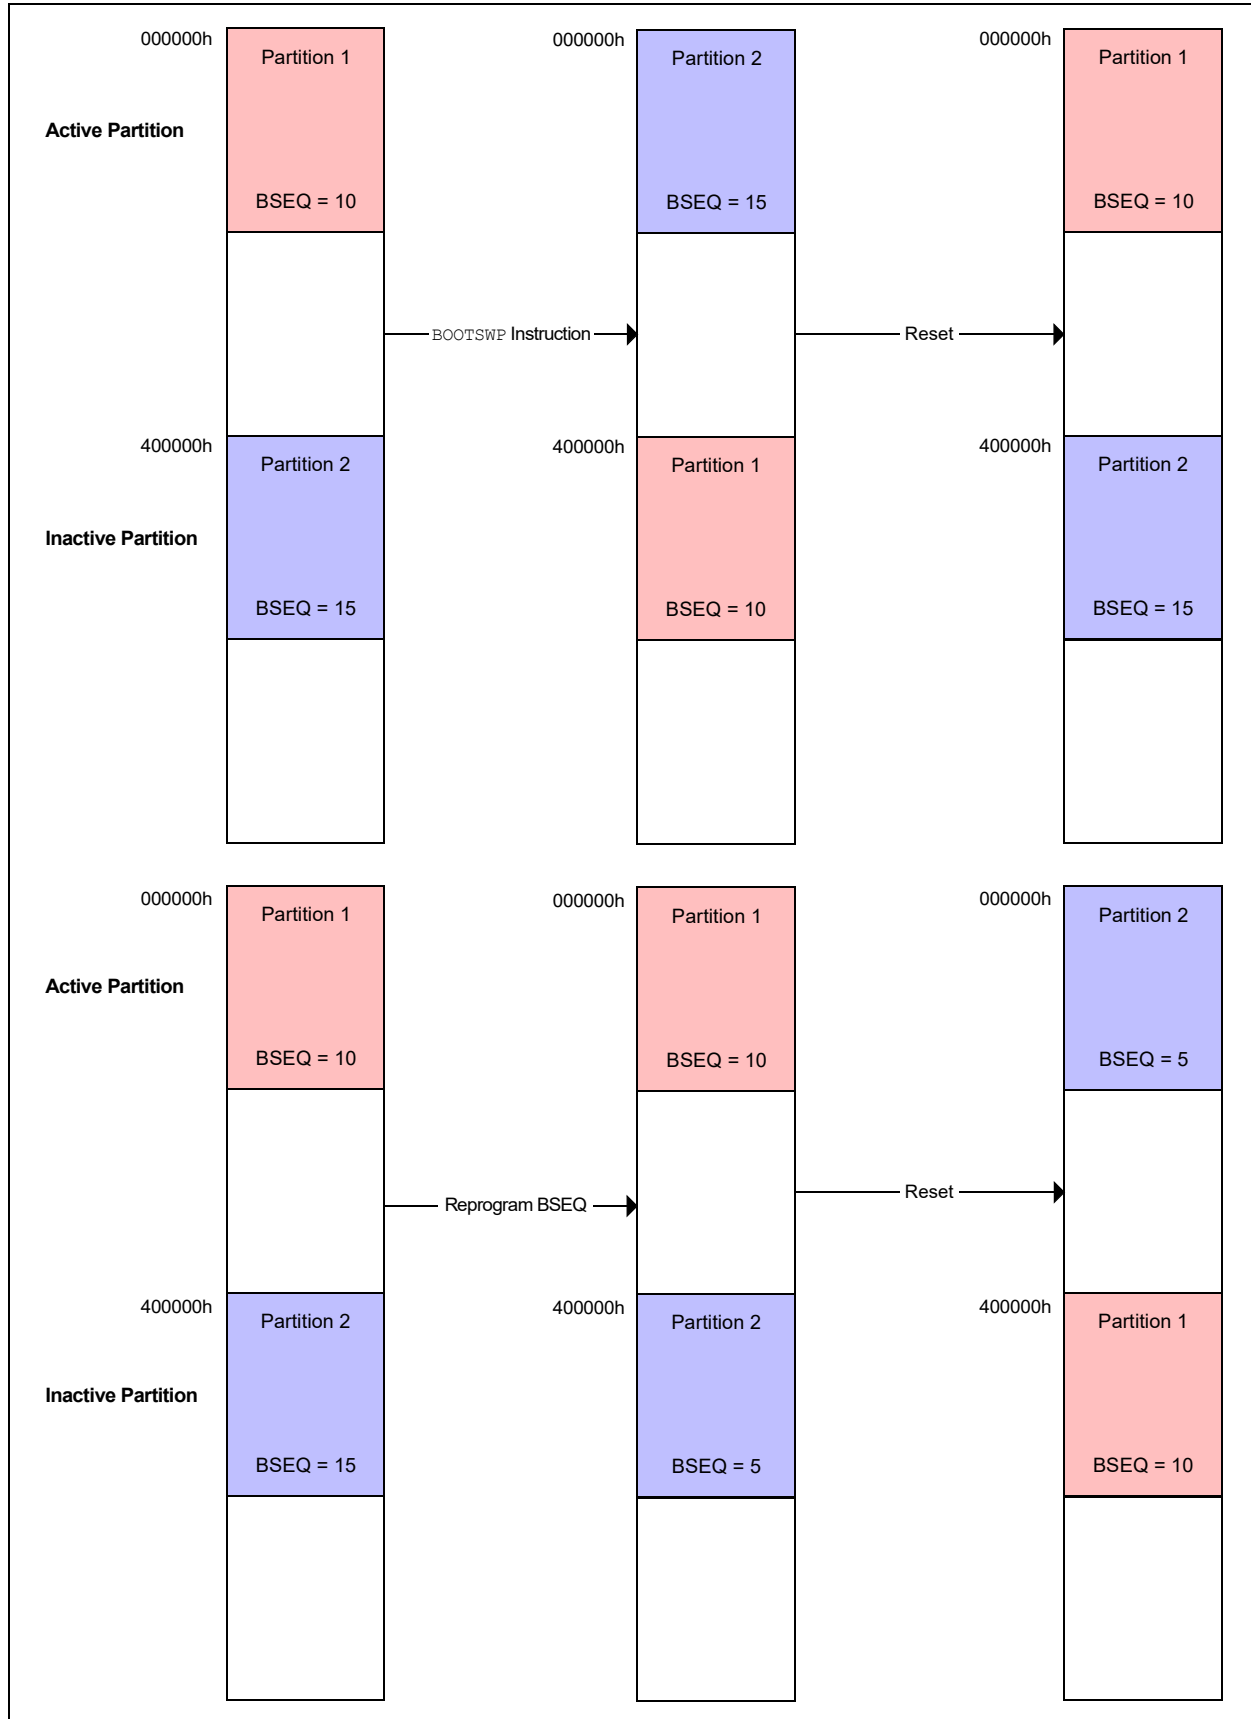 000000h
Partition 1
000000h
Partition 2
000000h
Partition 1
Active Partition
BSEQ = 10
BSEQ = 15
BSEQ = 10
BOOTSWP Instruction
Reset
400000h
Partition 2
400000h
Partition 1
400000h
Partition 2
Inactive Partition
BSEQ = 15
BSEQ = 10
BSEQ = 15
000000h
Partition 1
000000h
Partition 1
000000h
Partition 2
Active Partition
BSEQ = 10
BSEQ = 10
BSEQ = 5
Reprogram BSEQ
Reset
400000h
Partition 2
400000h
Partition 2
400000h
Partition 1
Inactive Partition
BSEQ = 15
BSEQ = 5
BSEQ = 10